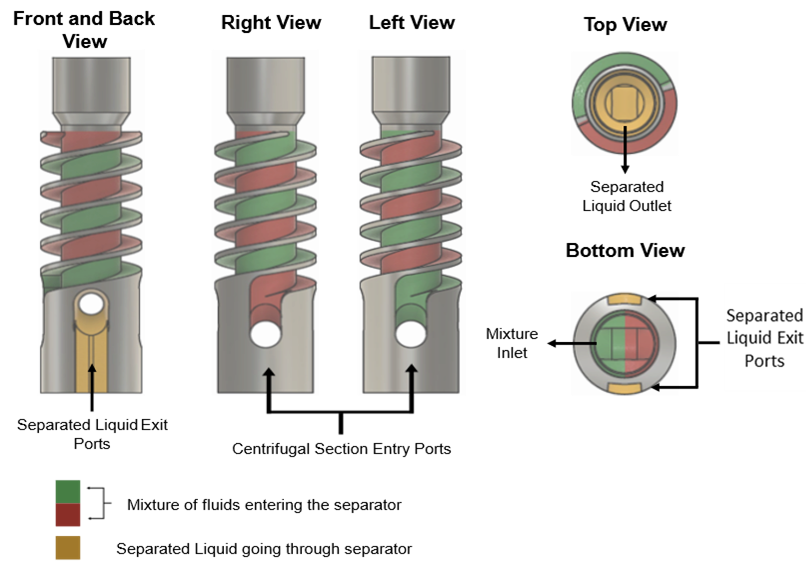 Front and Back
View
Right View
Left View
Top View
Separated
Liquid Outlet
Bottom View
Mixture
Inlet
Separated
Liquid Exit
Ports
Separated Liquid Exit
Ports
Centrifugal Section Entry Ports
Mixture of fluids entering the separator
Separated Liquid going through separator